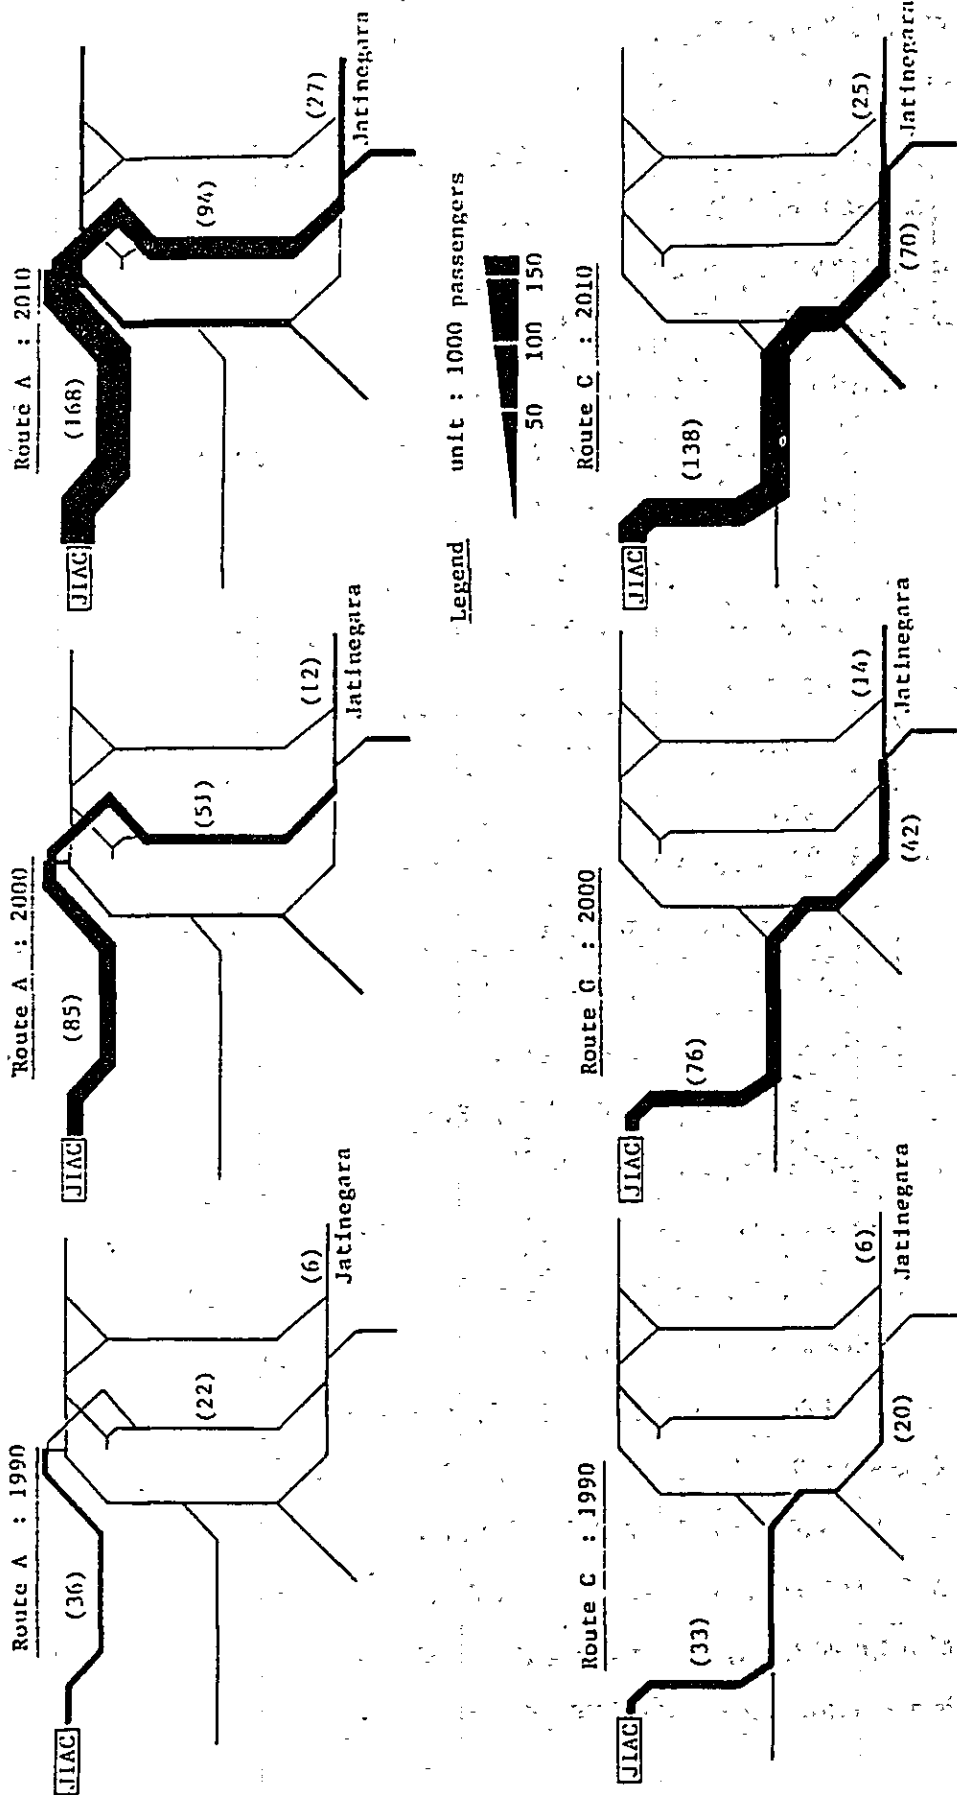 Route A : 1990
(36)
JIAC
(22)
(6)
Jatinegara
Route A : 2000
(85)
JIAC
(51)
(12)
Jatinegara
Route A : 2010
(168)
JIAC
(94)
(27)
Jatinegara
Legend
unit : 1000 passengers
50 100 150
Route C : 1990
(33)
JIAC
(20)
(6)
Jatinegara
Route C : 2000
(76)
JIAC
(42)
(14)
Jatinegara
Route C : 2010
(138)
JIAC
(70)
(25)
Jatinegara